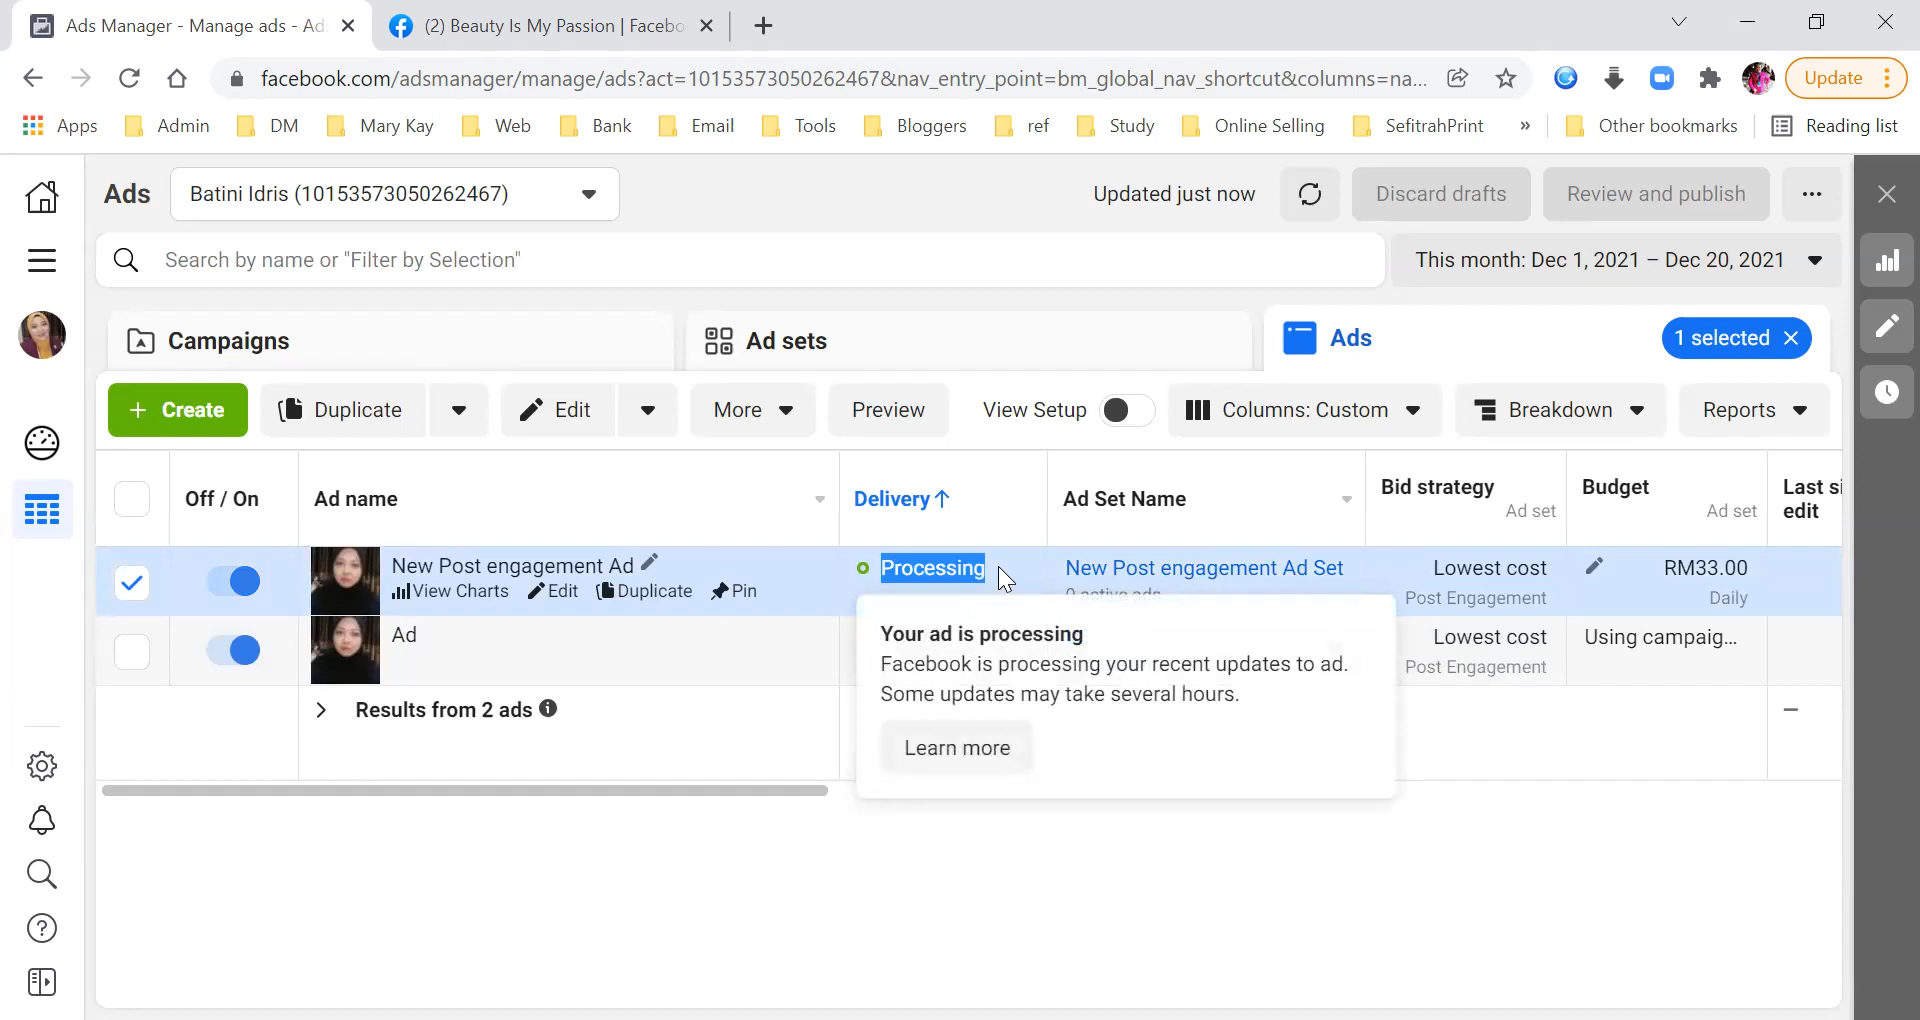 Ads Manager - Manage ads - Ad
(2) Beauty Is My Passion | Facebo
facebook.com/adsmanager/manage/ads?act=10153573050262467&nav_entry_point=bm_global_nav_shortcut&columns=na...
Update
Apps
Admin
DM
Mary Kay
Web
Bank
Email
Tools
Bloggers
ref
Study
Online Selling
SefitrahPrint
»
Other bookmarks
Reading list
Ads
Batini Idris (10153573050262467)
Updated just now
Discard drafts
Review and publish
Search by name or "Filter by Selection"
This month: Dec 1, 2021 – Dec 20, 2021
Campaigns
Ad sets
Ads
1 selected
+ Create
Duplicate
Edit
More
Preview
View Setup
Columns: Custom
Breakdown
Reports
Off / On
Ad name
Delivery ↑
Ad Set Name
Bid strategy
Ad set
Budget
Ad set
Last si
edit
New Post engagement Ad
View Charts
Edit
Duplicate
Pin
Processing
New Post engagement Ad Set
0 active ads
Lowest cost
Post Engagement
RM33.00
Daily
Ad
Lowest cost
Post Engagement
Using campaig...
Your ad is processing
Facebook is processing your recent updates to ad.
Some updates may take several hours.
Learn more
Results from 2 ads
–